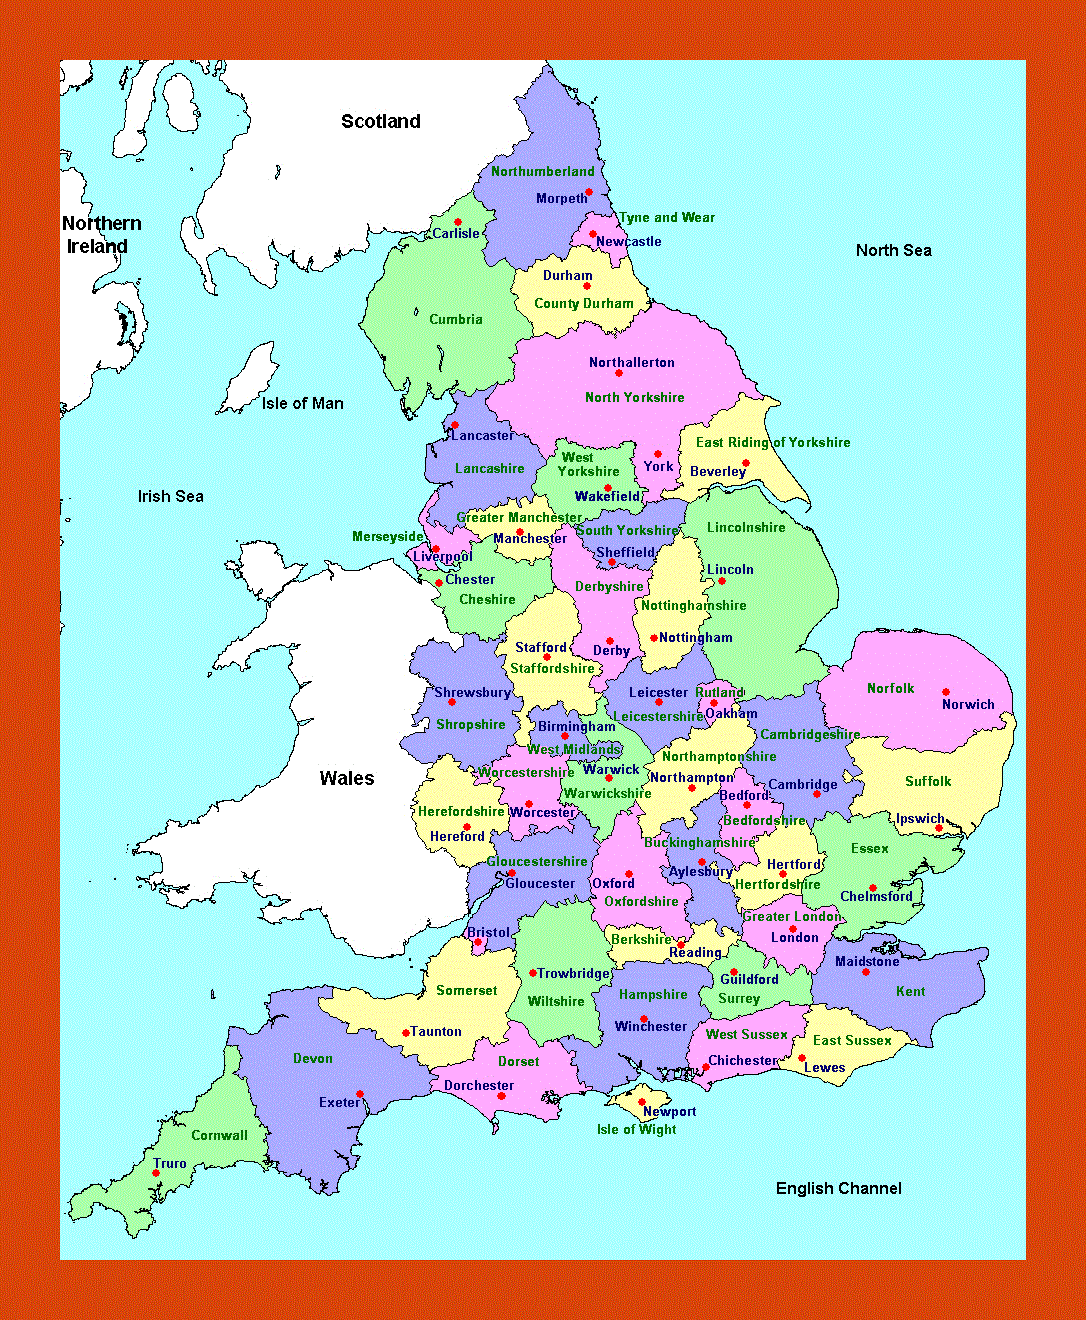 Scotland
Northumberland
Morpeth
Tyne and Wear
Carlisle
Newcastle
Northern
Ireland
North Sea
Durham
County Durham
Cumbria
Northallerton
North Yorkshire
Isle of Man
Lancaster
East Riding of Yorkshire
West
Yorkshire
York
Beverley
Lancashire
Irish Sea
Wakefield
Greater Manchester
South Yorkshire
Lincolnshire
Merseyside
Manchester
Liverpool
Sheffield
Chester
Derbyshire
Lincoln
Cheshire
Nottinghamshire
Nottingham
Stafford
Derby
Staffordshire
Shrewsbury
Leicester
Rutland
Norfolk
Norwich
Leicestershire
Oakham
Shropshire
Birmingham
Cambridgeshire
West Midlands
Northamptonshire
Wales
Worcestershire
Warwick
Northampton
Suffolk
Warwickshire
Bedford
Cambridge
Herefordshire
Worcester
Bedfordshire
Ipswich
Hereford
Buckinghamshire
Essex
Gloucestershire
Hertford
Aylesbury
Gloucester
Oxford
Hertfordshire
Chelmsford
Oxfordshire
Greater London
Bristol
Berkshire
London
Reading
Maidstone
Trowbridge
Guildford
Somerset
Wiltshire
Hampshire
Surrey
Kent
Taunton
Winchester
West Sussex
East Sussex
Devon
Dorset
Chichester
Lewes
Dorchester
Exeter
Newport
Isle of Wight
Cornwall
Truro
English Channel